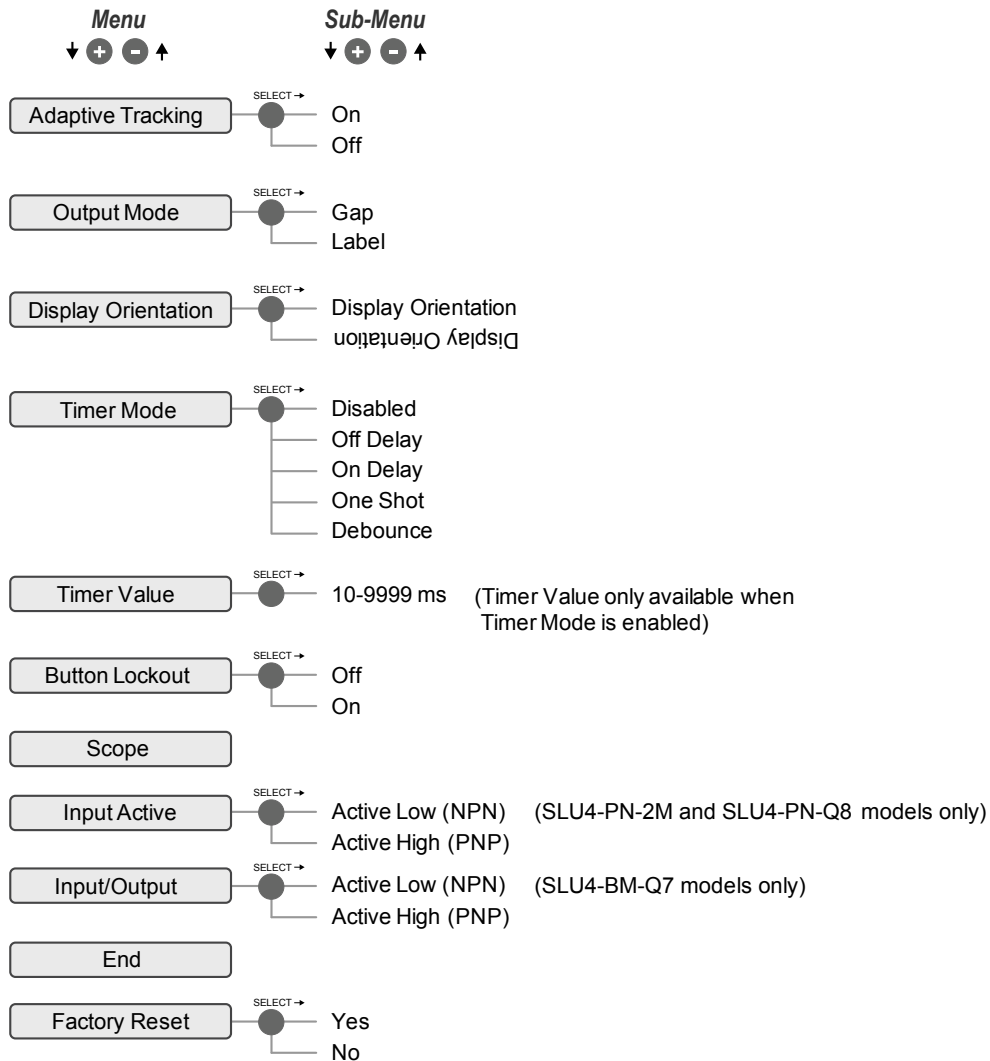 Menu Sub-Menu
+ - + -
SELECT
Adaptive Tracking On
Off
SELECT
Output Mode Gap
Label
SELECT
Display Orientation Display Orientation
Display Orientation
SELECT
Timer Mode Disabled
Off Delay
On Delay
One Shot
Debounce
SELECT
Timer Value 10-9999 ms (Timer Value only available when
Timer Mode is enabled)
SELECT
Button Lockout Off
On
Scope
SELECT
Input Active Active Low (NPN) (SLU4-PN-2M and SLU4-PN-Q8 models only)
Active High (PNP)
SELECT
Input/Output Active Low (NPN) (SLU4-BM-Q7 models only)
Active High (PNP)
End
SELECT
Factory Reset Yes
No